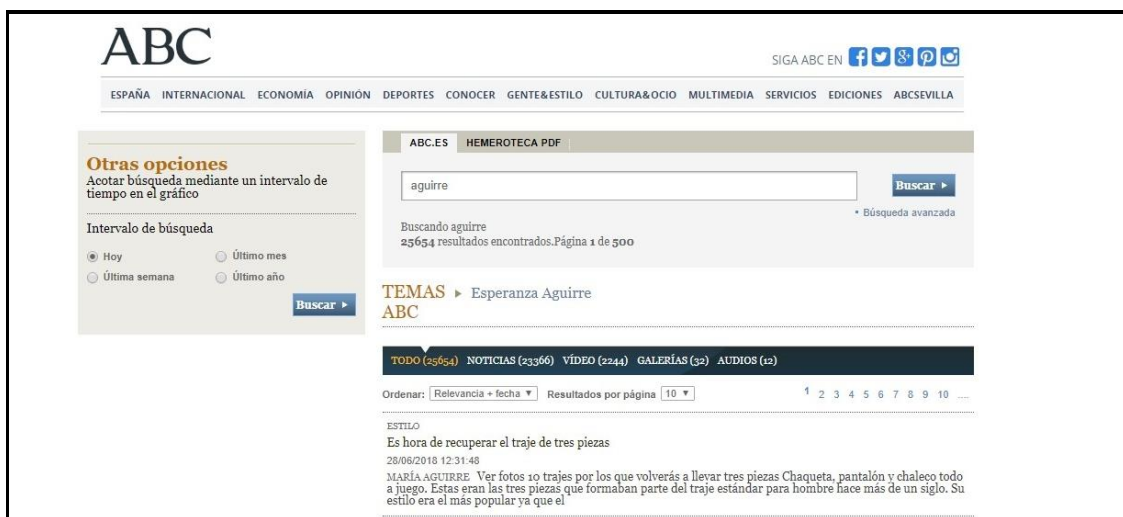 ABC
SIGA ABC EN
ESPAÑA INTERNACIONAL ECONOMÍA OPINIÓN DEPORTES CONOCER GENTE&ESTILO CULTURA&OCIO MULTIMEDIA SERVICIOS EDICIONES ABCSEVILLA
Otras opciones
Acotar búsqueda mediante un intervalo de
tiempo en el gráfico
Intervalo de búsqueda
Hoy Último mes
Última semana Último año
Buscar
ABC.ES HEMEROTECA PDF
aguirre Buscar
• Búsqueda avanzada
Buscando aguirre
25654 resultados encontrados.Página 1 de 500
TEMAS Esperanza Aguirre
ABC
TODO (25654) NOTICIAS (23366) VÍDEO (2244) GALERÍAS (32) AUDIOS (12)
Ordenar: Relevancia + fecha Resultados por página 10 1 2 3 4 5 6 7 8 9 10 ....
ESTILO
Es hora de recuperar el traje de tres piezas
28/06/2018 12:31:48
MARÍA AGUIRRE Ver fotos 10 trajes por los que volverás a llevar tres piezas Chaqueta, pantalón y chaleco todo
a juego. Estas eran las tres piezas que formaban parte del traje estándar para hombre hace más de un siglo. Su
estilo era el más popular ya que el